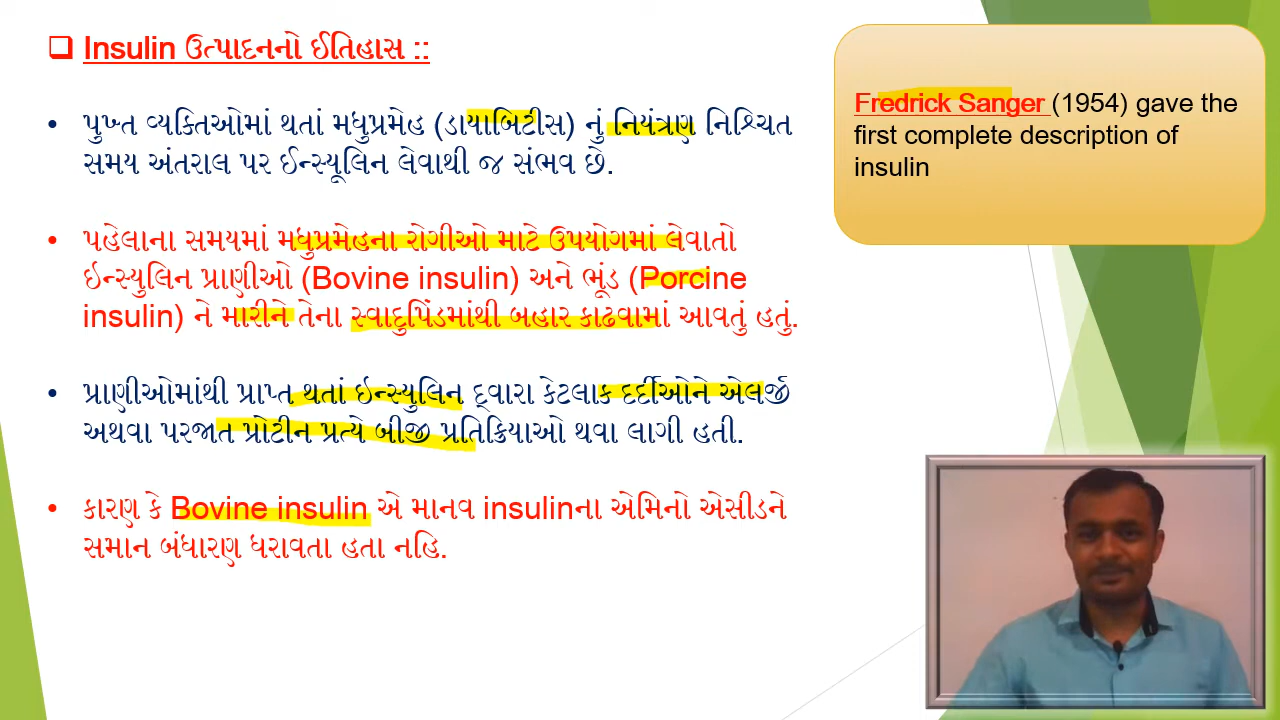 Insulin ઉત્પાદનનો ઈતિહાસ ::
પુખ્ત વ્યક્તિઓમાં થતાં મધુપ્રમેહ (ડાયાબિટીસ) નું નિયંત્રણ નિશ્ચિત
સમય અંતરાલ પર ઈન્સ્યૂલિન લેવાથી જ સંભવ છે.
પહેલાના સમયમાં મધુપ્રમેહના રોગીઓ માટે ઉપયોગમાં લેવાતો
ઇન્સ્યુલિન પ્રાણીઓ (Bovine insulin) અને ભૂંડ (Porcine
insulin) ને મારીને તેના સ્વાદુપિંડમાંથી બહાર કાઢવામાં આવતું હતું.
પ્રાણીઓમાંથી પ્રાપ્ત થતાં ઇન્સ્યુલિન દ્વારા કેટલાક દર્દીઓને એલર્જી
અથવા પરજાત પ્રોટીન પ્રત્યે બીજી પ્રતિક્રિયાઓ થવા લાગી હતી.
કારણ કે Bovine insulin એ માનવ insulinના એમિનો એસીડને
સમાન બંધારણ ધરાવતા હતા નહિ.
Fredrick Sanger (1954) gave the
first complete description of
insulin